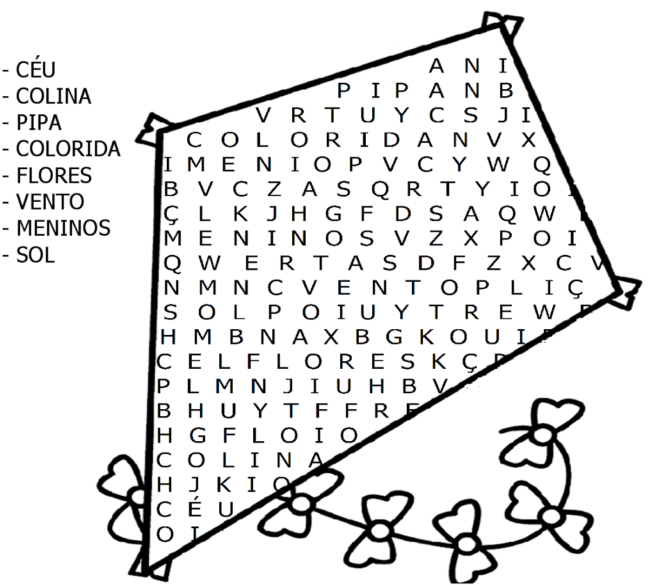 - CÉU
- COLINA
- PIPA
- COLORIDA
- FLORES
- VENTO
- MENINOS
- SOL
A N I
P I P A N B
V R T U Y C S J I
C O L O R I D A N V X
I M E N I O P V C Y W Q
B V C Z A S Q R T Y I O
Ç L K J H G F D S A Q W
M E N I N O S V Z X P O I
Q W E R T A S D F Z X C V
N M N C V E N T O P L I Ç
S O L P O I U Y T R E W
H M B N A X B G K O U I
C E L F L O R E S K Ç
P L M N J I U H B V
B H U Y T F F R E
H G F L O I O
C O L I N A
H J K I O
C É U
O I